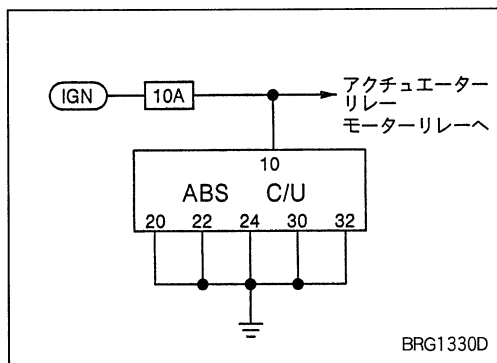 IGN
10A
アクチュエーター
リレー
モーターリレーへ
10
ABS C/U
20 22 24 30 32
BRG1330D